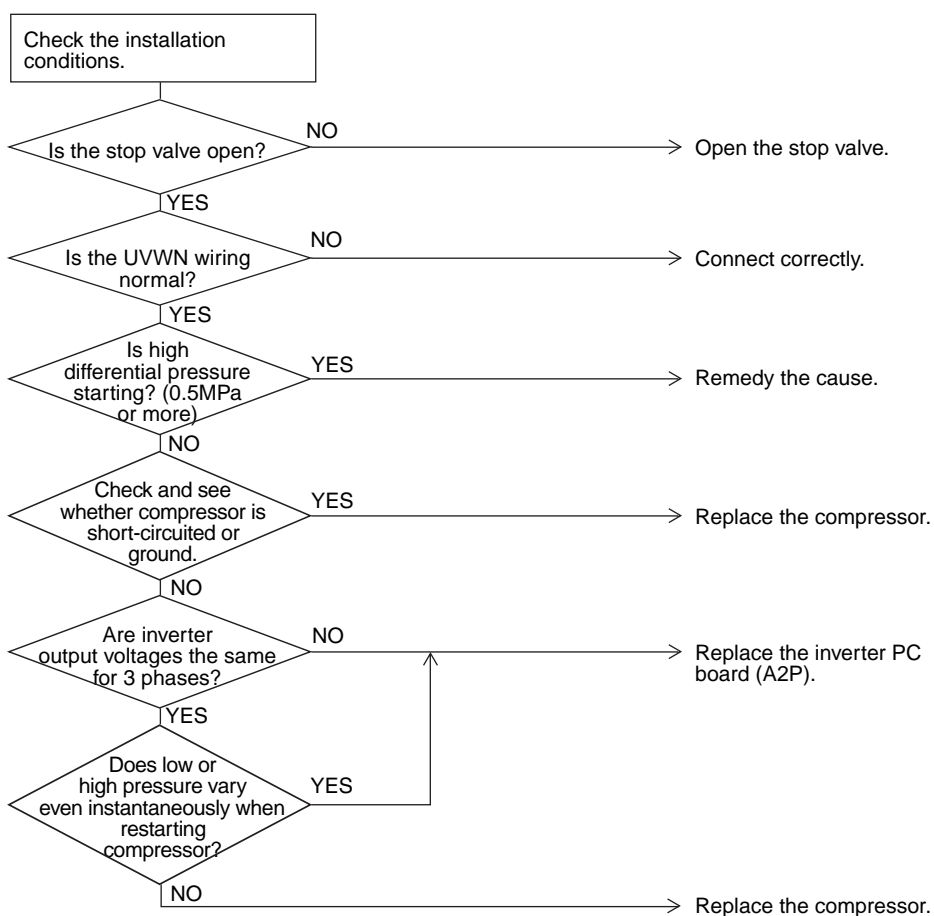 Check the installation
conditions.
Is the stop valve open?
NO
Open the stop valve.
YES
Is the UVWN wiring
normal?
NO
Connect correctly.
YES
Is high
differential pressure
starting? (0.5MPa
or more)
YES
Remedy the cause.
NO
Check and see
whether compressor is
short-circuited or
ground.
YES
Replace the compressor.
NO
Are inverter
output voltages the same
for 3 phases?
NO
Replace the inverter PC
board (A2P).
YES
Does low or
high pressure vary
even instantaneously when
restarting
compressor?
YES
NO
Replace the compressor.